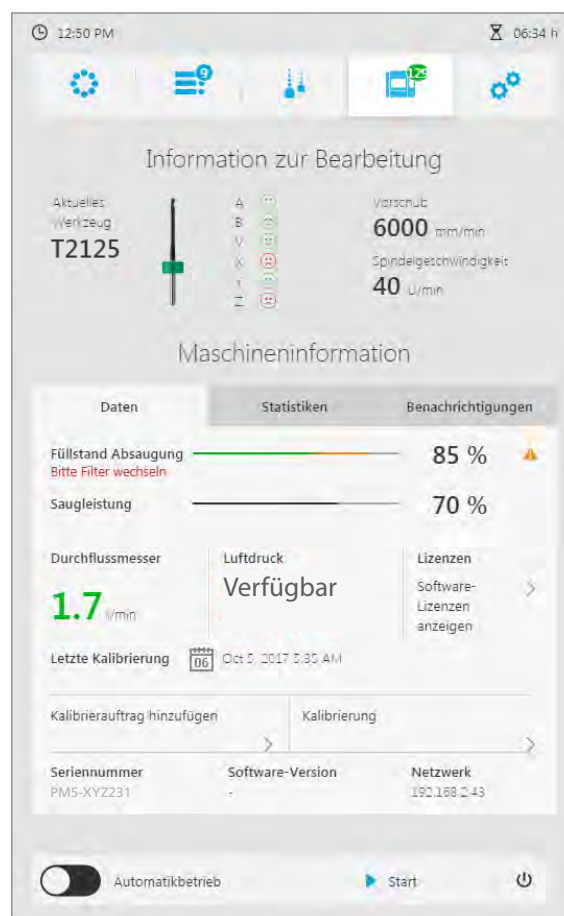 12:50 PM
06:34 h
9
129
Information zur Bearbeitung
Aktuelles
Werkzeug
T2125
A
B
V
X
Y
Z
Vorschub
6000 mm/min
Spindelgeschwindigkeit
40 U/min
Maschineninformation
Daten
Statistiken
Benachrichtigungen
Füllstand Absaugung
85 %
Bitte Filter wechseln
Saugleistung
70 %
Durchflussmesser
Luftdruck
Lizenzen
1.7 l/min
Verfügbar
Software-
Lizenzen
anzeigen
Letzte Kalibrierung
06
Oct 5, 2017 5:35 AM
Kalibrierauftrag hinzufügen
Kalibrierung
Seriennummer
Software-Version
Netzwerk
PM5-XYZ231
-
192.168.2.43
Automatikbetrieb
Start